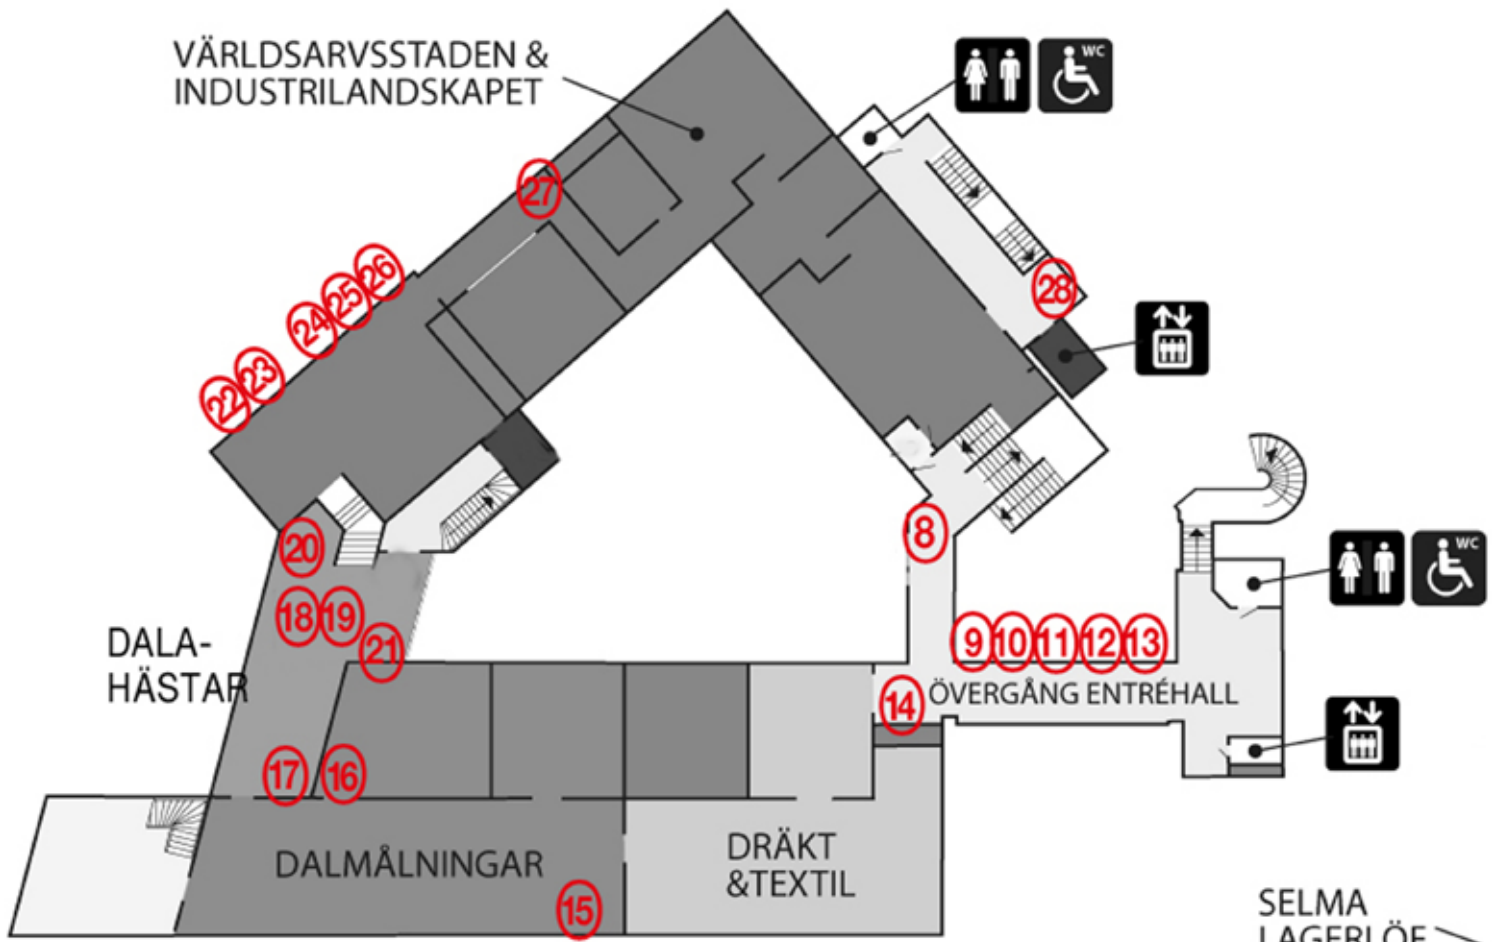 VÄRLDSARVSSTADEN &
INDUSTRILANDSKAPET
WC
27
26
25
24
23
22
28
8
20
18 19
21
9 10 11 12 13
WC
DALA-
HÄSTAR
14
ÖVERGÅNG ENTRÉHALL
17
16
DALMÅLNINGAR
DRÄKT
&TEXTIL
15
SELMA
LAGERLÖF